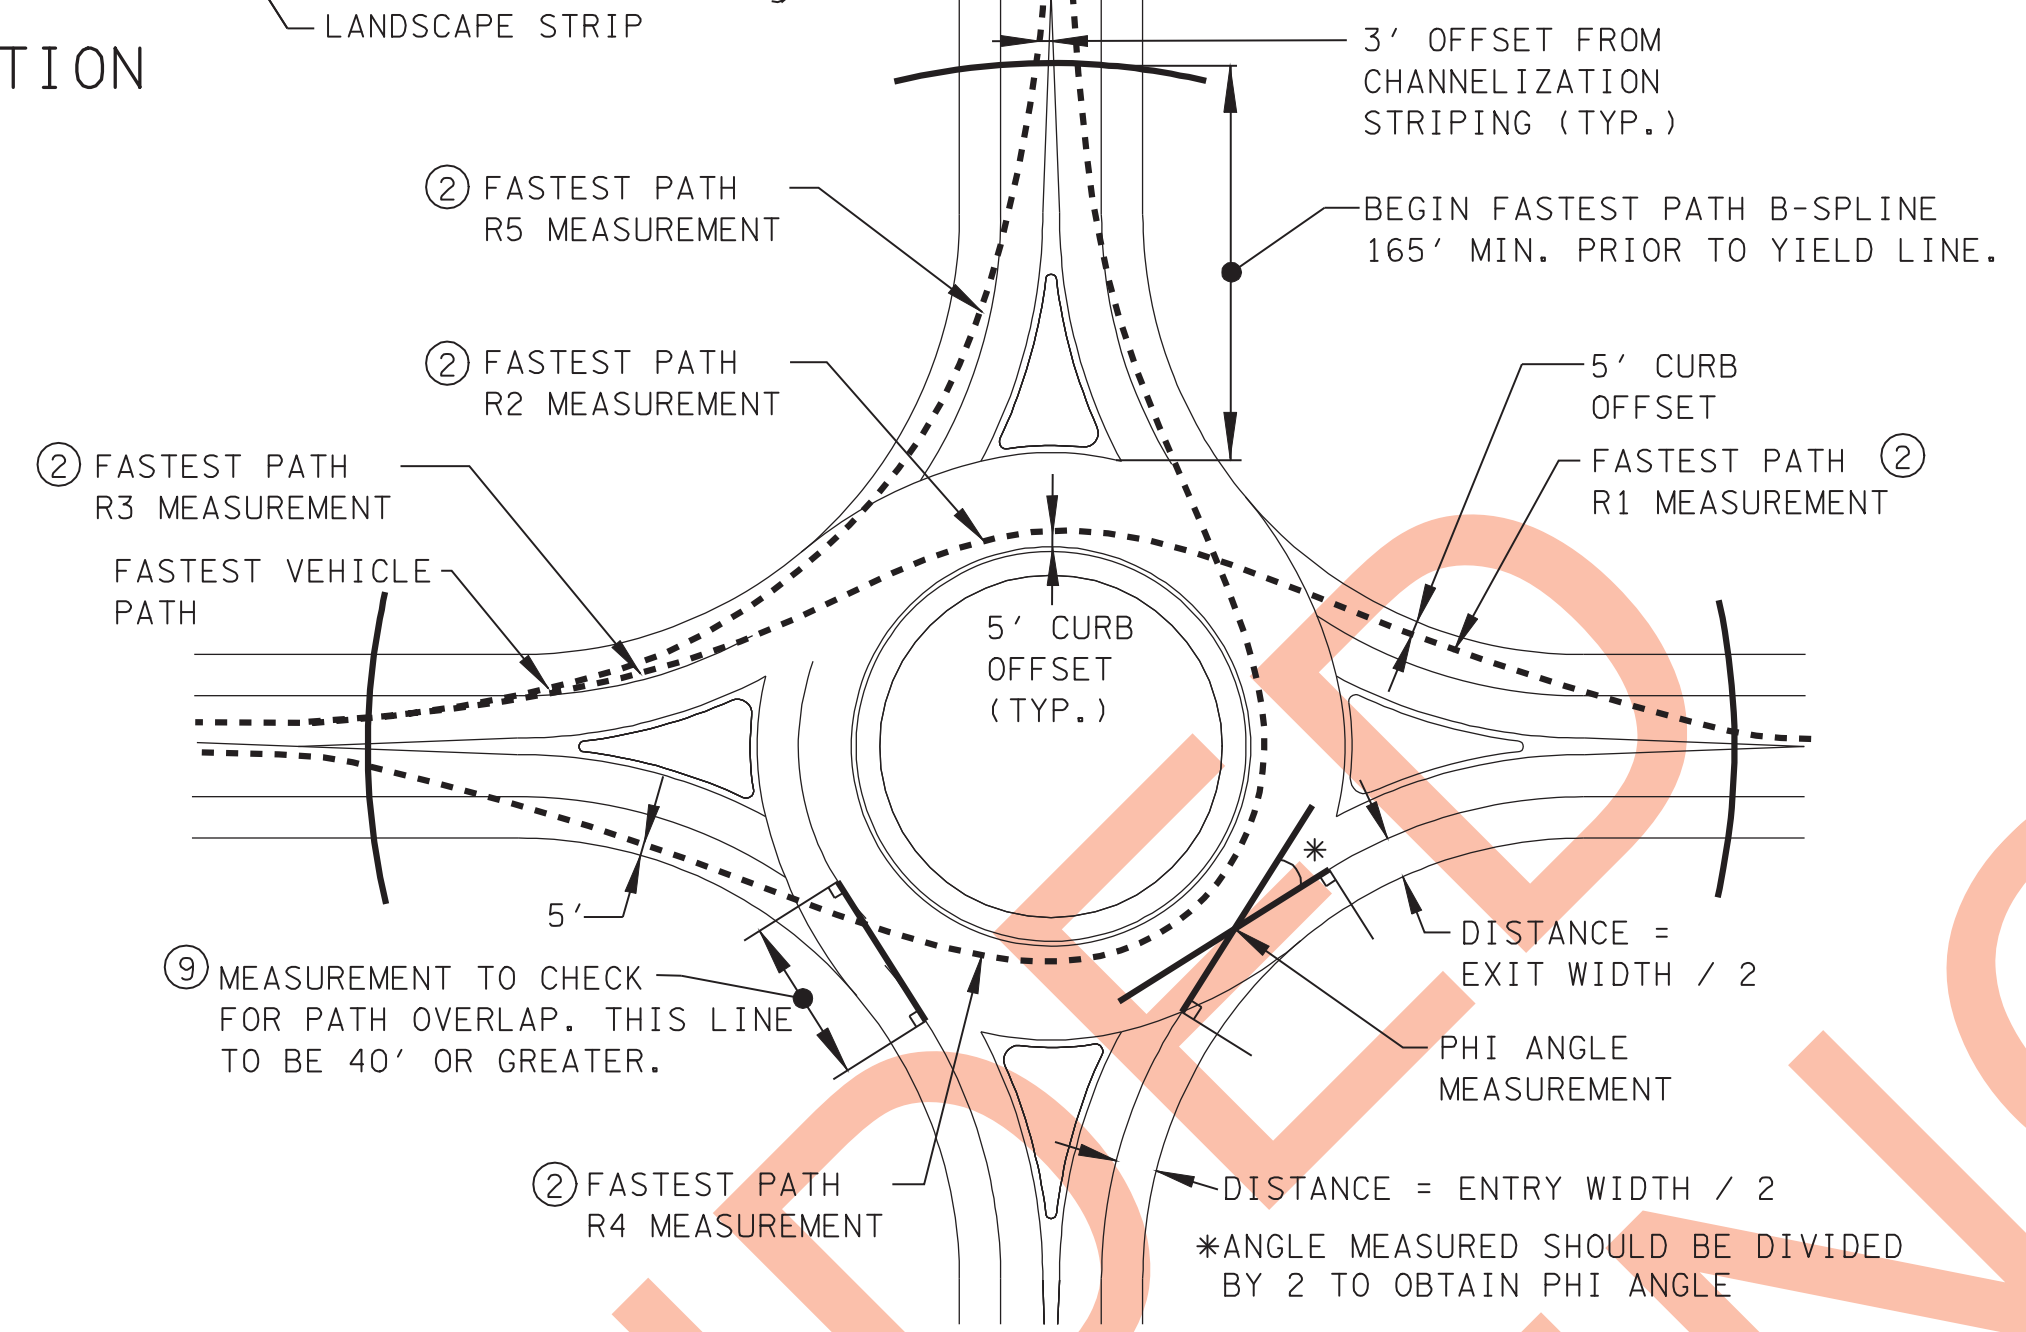 LANDSCAPE STRIP
TION
3' OFFSET FROM
CHANNELIZATION
STRIPING (TYP.)
2 FASTEST PATH
R5 MEASUREMENT
BEGIN FASTEST PATH B-SPLINE
165' MIN. PRIOR TO YIELD LINE.
2 FASTEST PATH
R2 MEASUREMENT
5' CURB
OFFSET
2 FASTEST PATH
R3 MEASUREMENT
FASTEST PATH 2
R1 MEASUREMENT
FASTEST VEHICLE
PATH
5' CURB
OFFSET
(TYP.)
*
5'
DISTANCE =
EXIT WIDTH / 2
9 MEASUREMENT TO CHECK
FOR PATH OVERLAP. THIS LINE
TO BE 40' OR GREATER.
PHI ANGLE
MEASUREMENT
2 FASTEST PATH
R4 MEASUREMENT
DISTANCE = ENTRY WIDTH / 2
*ANGLE MEASURED SHOULD BE DIVIDED
BY 2 TO OBTAIN PHI ANGLE